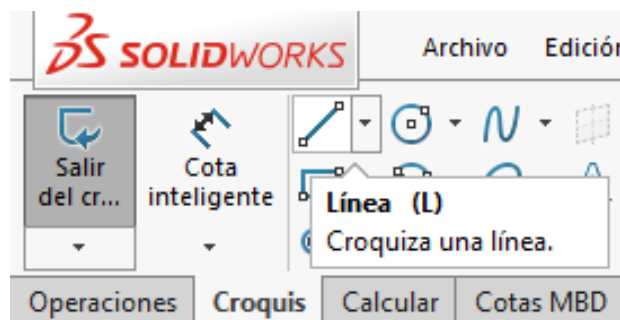 SOLIDWORKS Archivo Edición
Salir del cr...
Cota inteligente
Línea (L)
Croquiza una línea.
Operaciones Croquis Calcular Cotas MBD